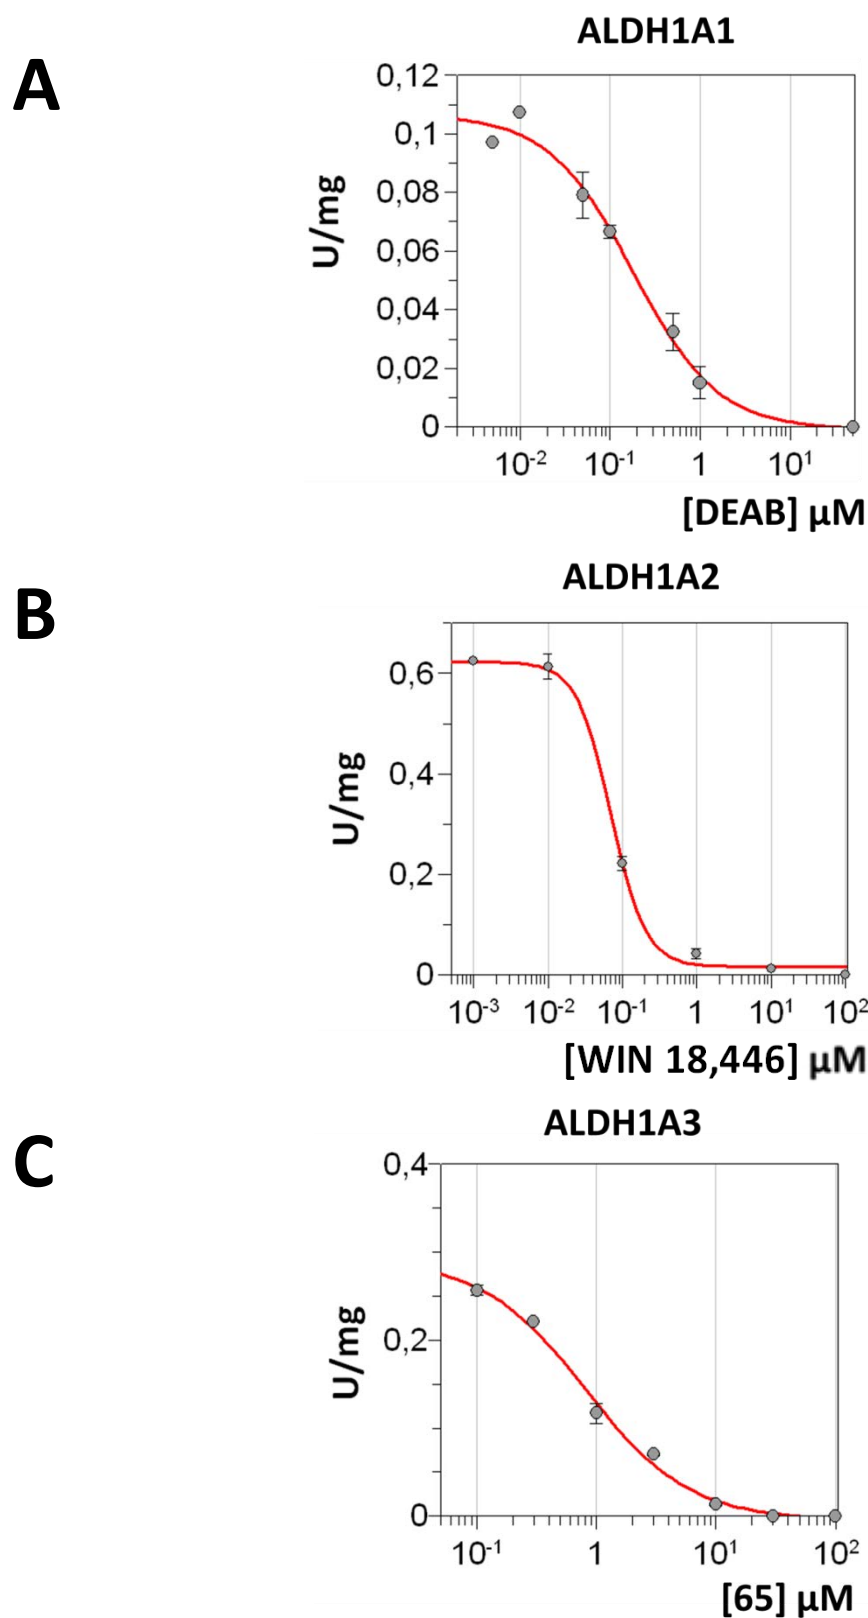 ALDH1A1
A
0,12
0,1
0,08
0,06
0,04
0,02
0
U/mg
10⁻² 10⁻¹ 1 10¹
[DEAB] µM
ALDH1A2
B
0,6
0,4
0,2
0
U/mg
10⁻³ 10⁻² 10⁻¹ 1 10¹ 10²
[WIN 18,446] µM
ALDH1A3
C
0,4
0,2
0
U/mg
10⁻¹ 1 10¹ 10²
[65] µM